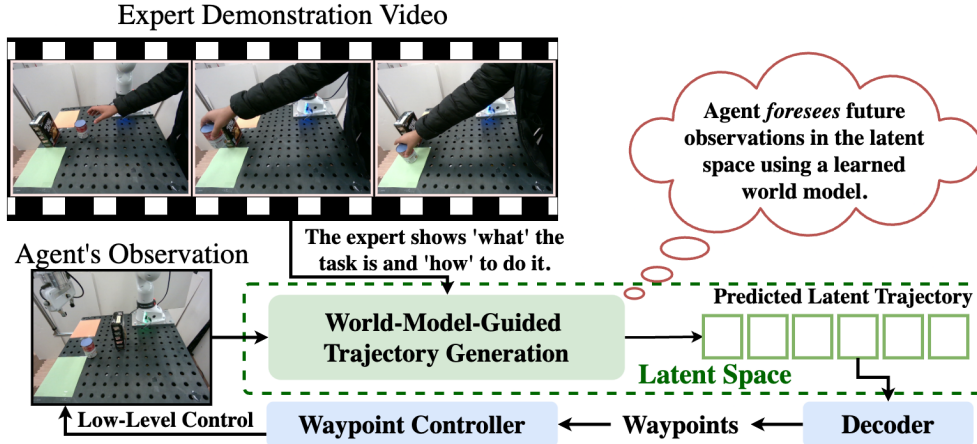 Expert Demonstration Video
Agent foresees future
observations in the latent
space using a learned
world model.
The expert shows 'what' the
task is and 'how' to do it.
Agent's Observation
Predicted Latent Trajectory
World-Model-Guided
Trajectory Generation
Latent Space
Low-Level Control
Waypoint Controller
Waypoints
Decoder